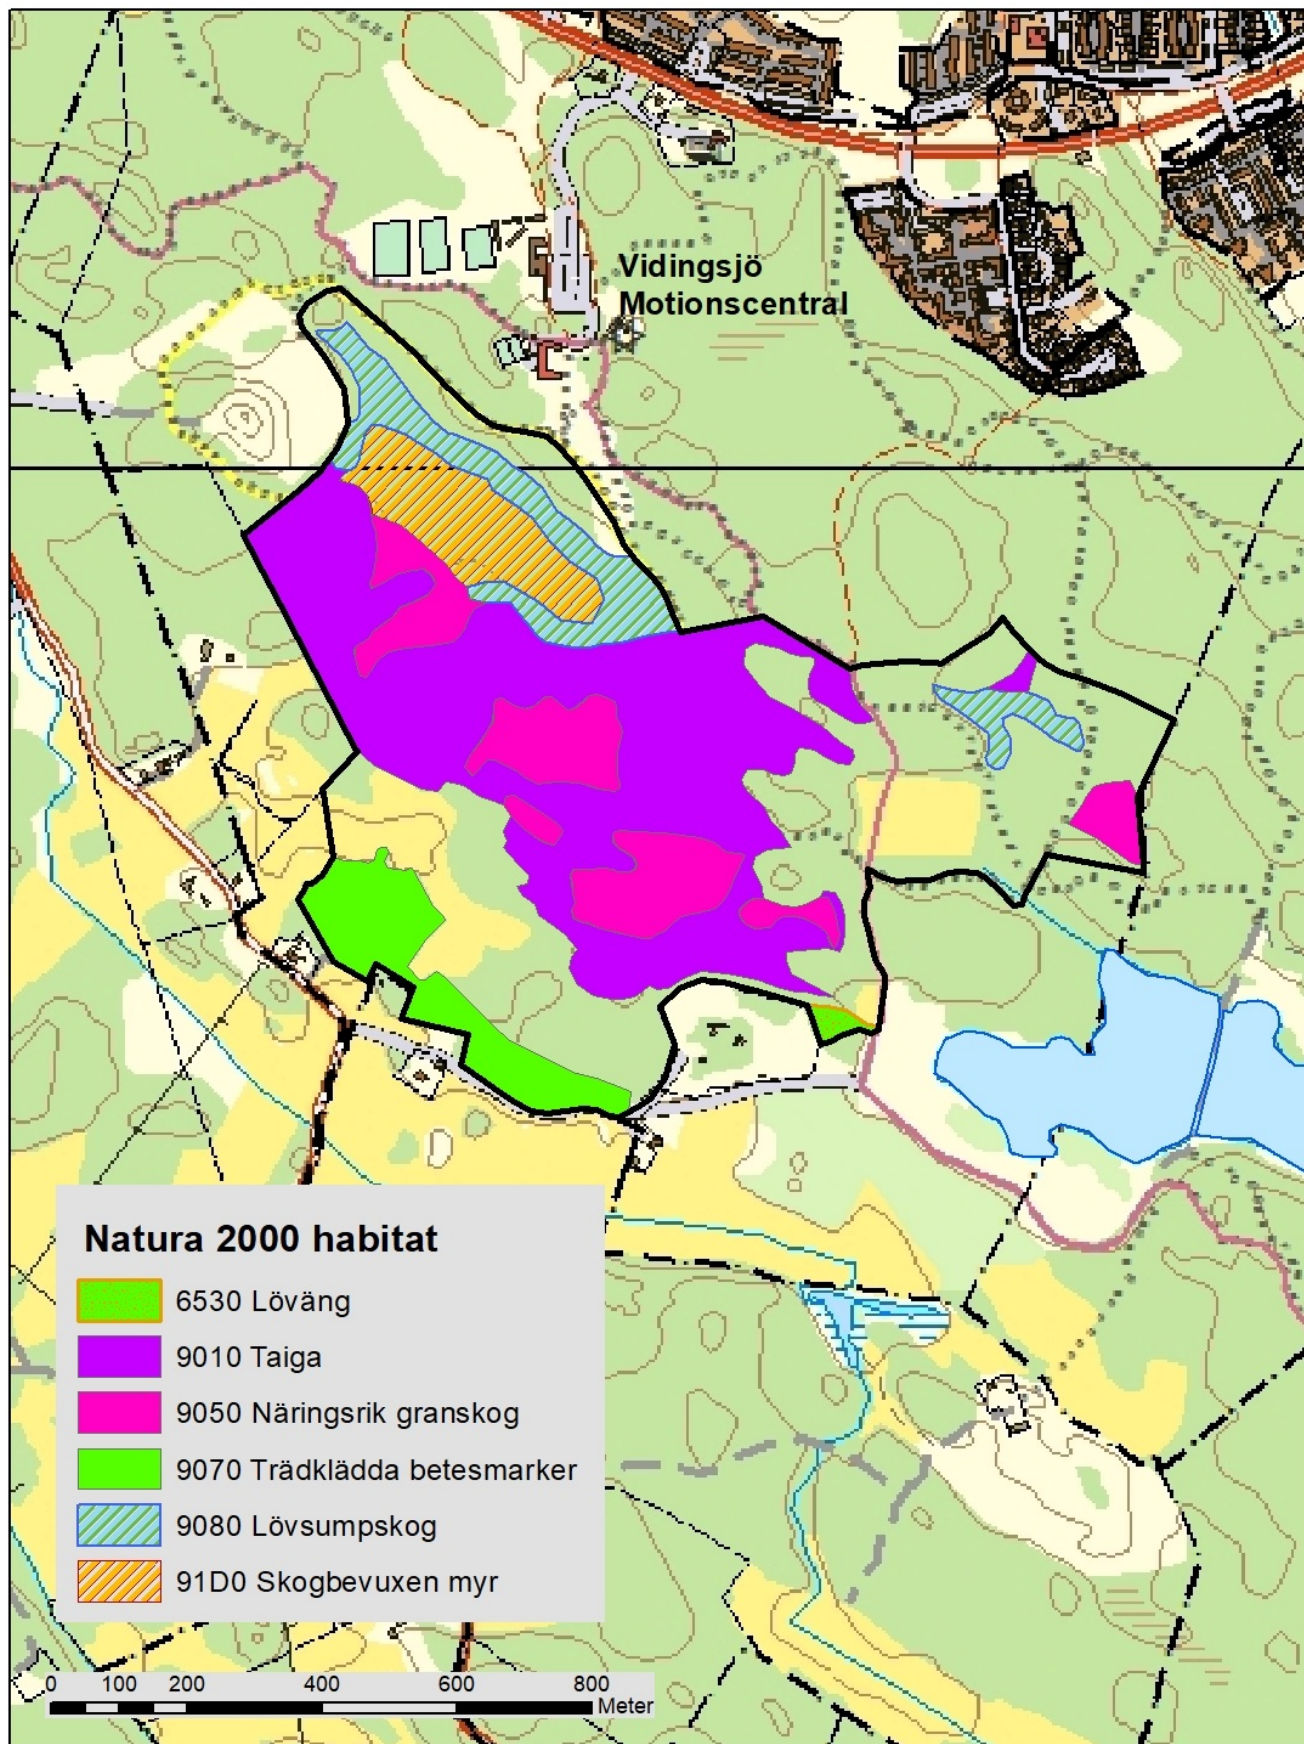 Vidingsjö
Motionscentral
Natura 2000 habitat
6530 Löväng
9010 Taiga
9050 Näringsrik granskog
9070 Trädklädda betesmarker
9080 Lövsumpskog
91D0 Skogbevuxen myr
0 100 200 400 600 800
Meter